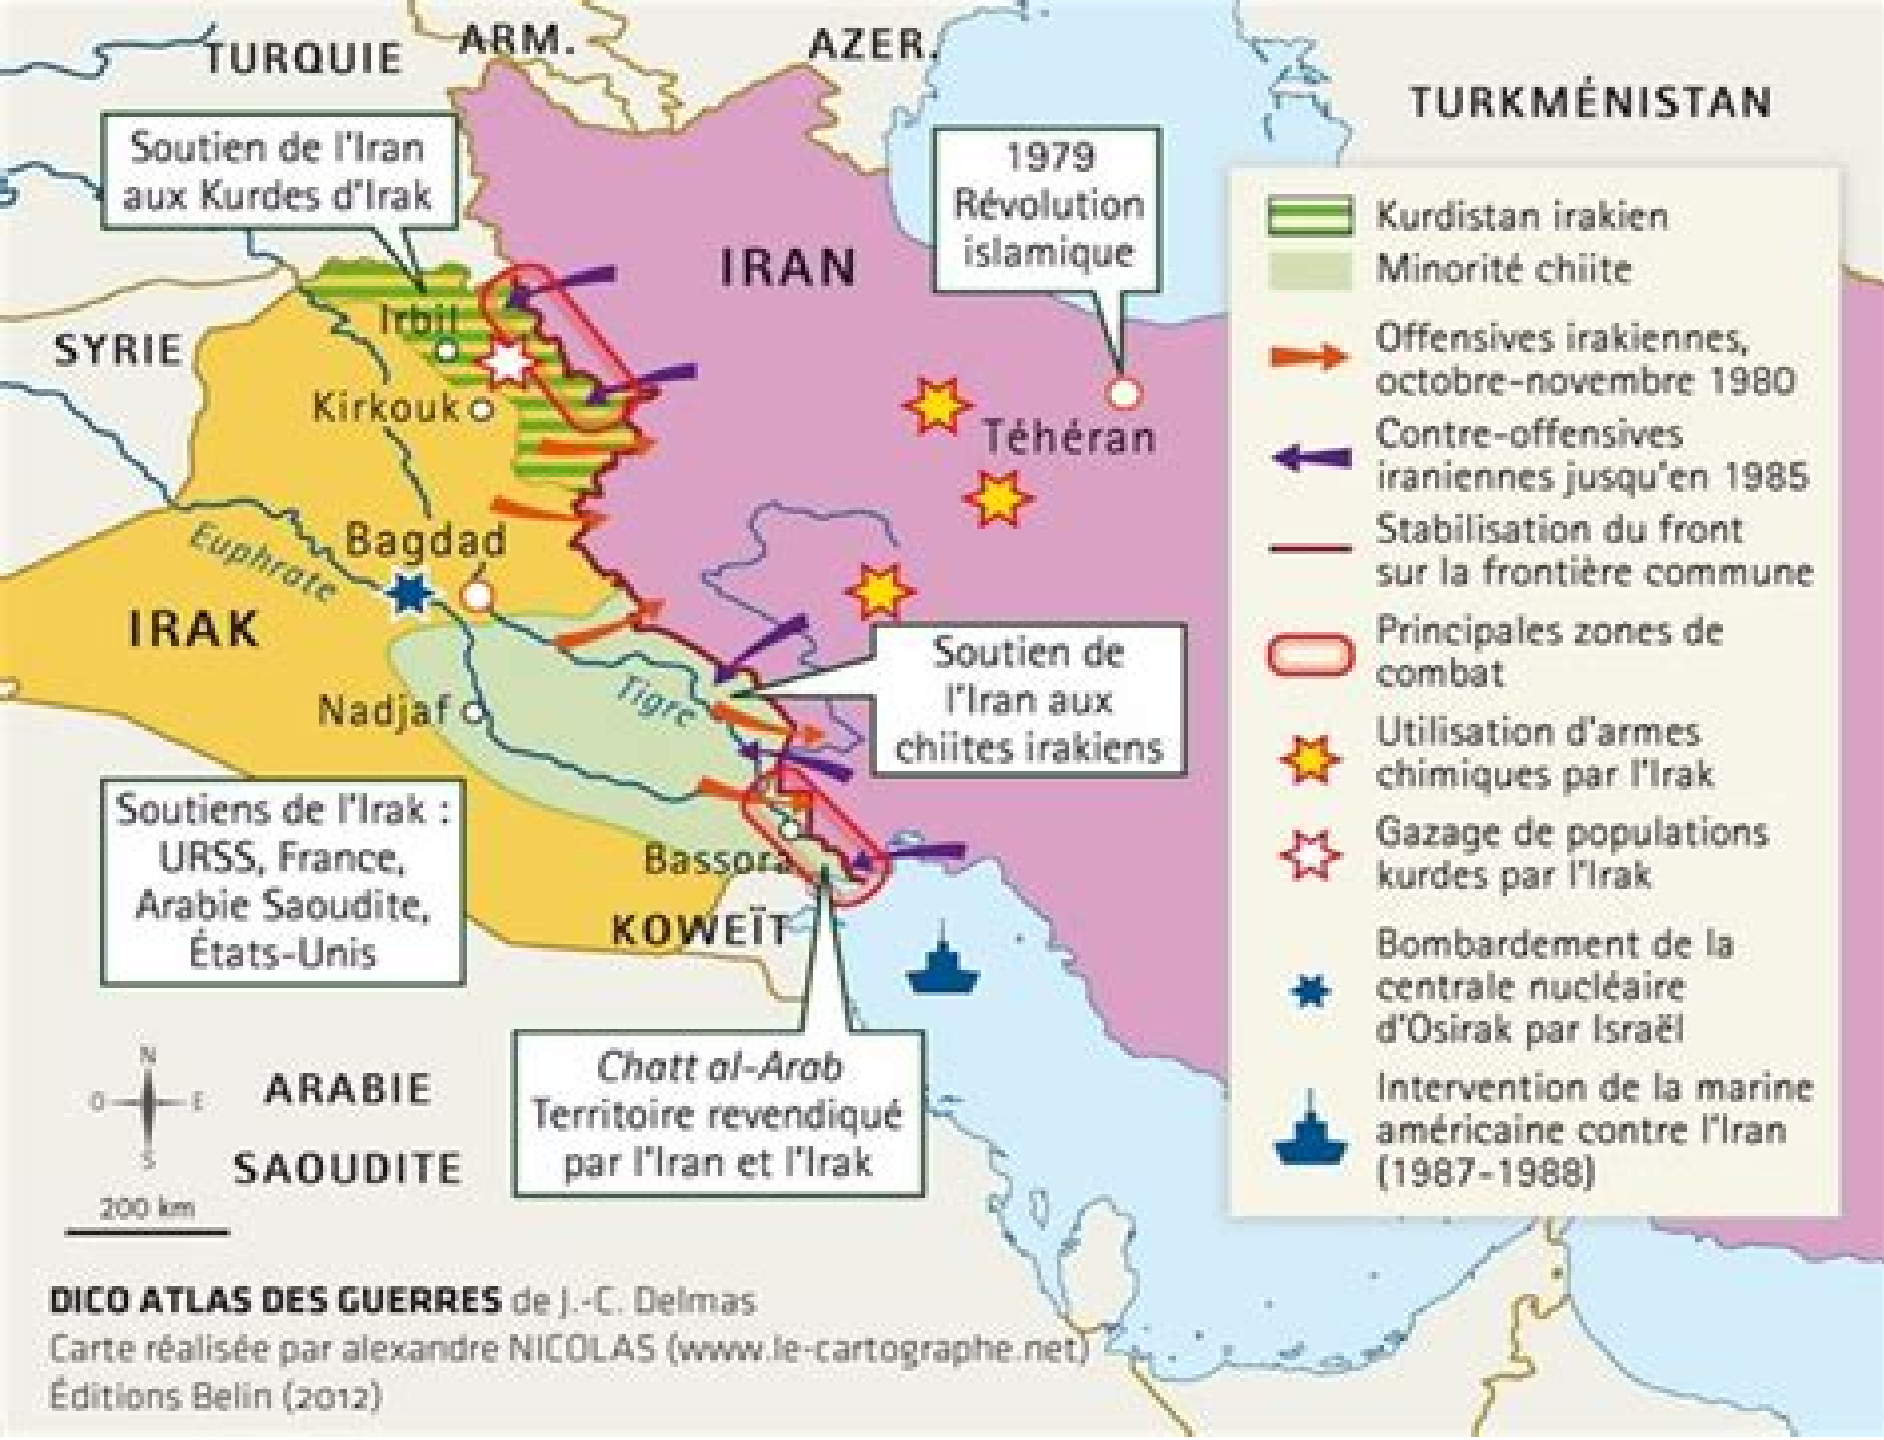 TURQUIE
ARM.
AZER.
TURKMÉNISTAN
Soutien de l'Iran
aux Kurdes d'Irak
1979
Révolution
islamique
IRAN
Irbil
SYRIE
Kirkouk
Téhéran
Euphrate
Bagdad
IRAK
Nadjaf
Tigre
Soutien de
l'Iran aux
chiites irakiens
Soutiens de l'Irak :
URSS, France,
Arabie Saoudite,
États-Unis
Bassora
KOWEÏT
Chatt al-Arab
Territoire revendiqué
par l'Iran et l'Irak
N
O
E
S
ARABIE
SAOUDITE
200 km
Kurdistan irakien
Minorité chiite
Offensives irakiennes,
octobre-novembre 1980
Contre-offensives
iraniennes jusqu'en 1985
Stabilisation du front
sur la frontière commune
Principales zones de
combat
Utilisation d'armes
chimiques par l'Irak
Gazage de populations
kurdes par l'Irak
Bombardement de la
centrale nucléaire
d'Osirak par Israël
Intervention de la marine
américaine contre l'Iran
(1987-1988)
DICO ATLAS DES GUERRES de J.-C. Delmas
Carte réalisée par alexandre NICOLAS (www.le-cartographe.net)
Éditions Belin (2012)